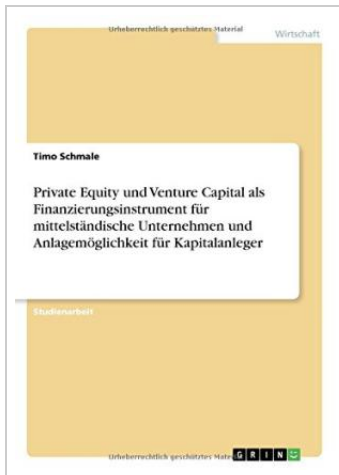 Urheberrechtlich geschütztes Material
Wirtschaft
Timo Schmale
Private Equity und Venture Capital als
Finanzierungsinstrument für
mittelständische Unternehmen und
Anlagemöglichkeit für Kapitalanleger
Studienarbeit
Urheberrechtlich geschütztes Mater
GRIN